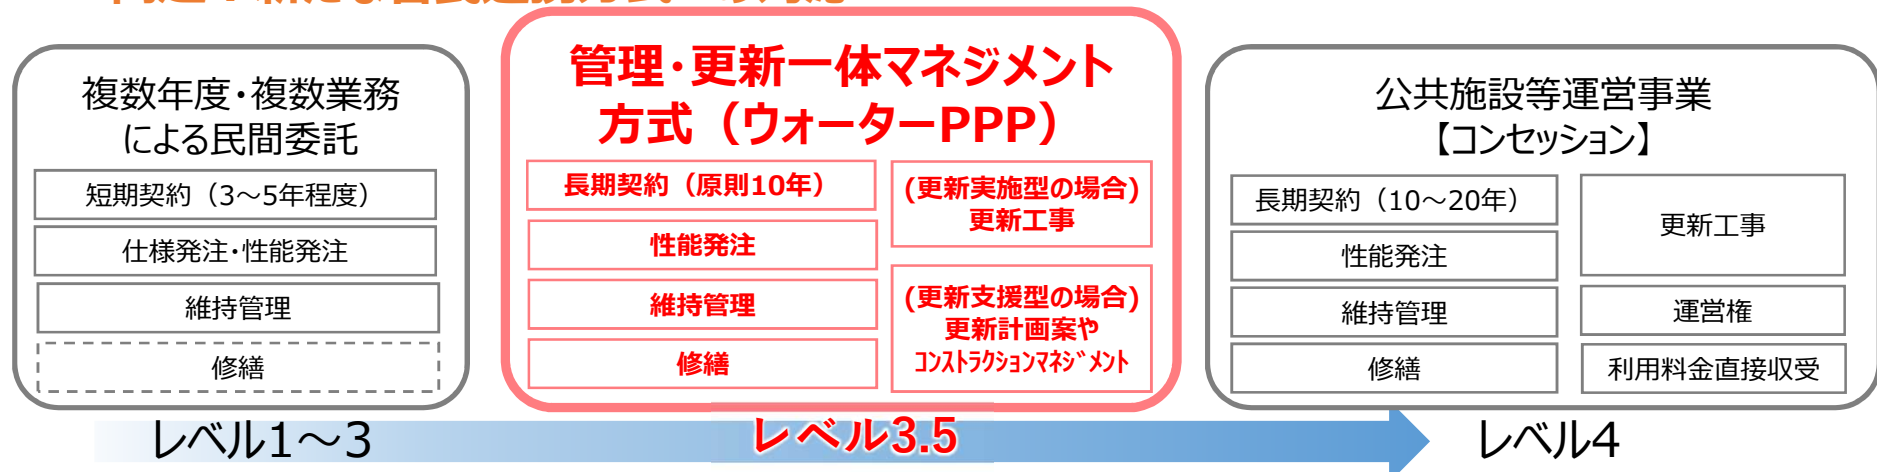 複数年度・複数業務
による民間委託
短期契約（3～5年程度）
仕様発注・性能発注
維持管理
修繕
レベル1～3
管理・更新一体マネジメント
方式（ウォーターPPP）
長期契約（原則10年）
性能発注
維持管理
修繕
(更新実施型の場合)
更新工事
(更新支援型の場合)
更新計画案や
ｺﾝｽﾄﾗｸｼｮﾝﾏﾈｼﾞﾒﾝﾄ
レベル3.5
公共施設等運営事業
【コンセッション】
長期契約（10～20年）
性能発注
維持管理
修繕
更新工事
運営権
利用料金直接収受
レベル4